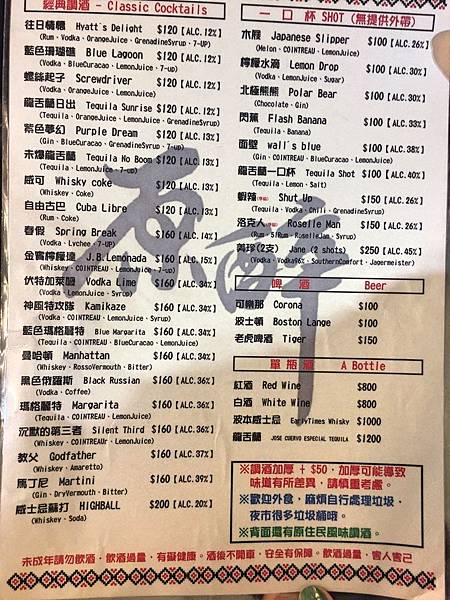 經典調酒 - Classic Cocktails
往日情懷 Hyatt's Delight $120【ALC.12%】
(Rum、Vodka、OrangeJuice、GrenadineSyrup、7-UP)
藍色珊瑚礁 Blue Lagoon $120【ALC.12%】
(Vodka、BlueCuracao、LemonJuice、7-up)
螺絲起子 Screwdriver $120【ALC.12%】
(Vodka、OrangeJuice)
龍舌蘭日出 Tequila Sunrise $120【ALC.12%】
(Tequila、OrangeJuice、LemonJuice、GrenadineSyrup)
紫色夢幻 Purple Dream $120【ALC.13%】
(Gin、BlueCuracao、GrenadineSyrup、7-up)
未爆龍舌蘭 Tequila No Boom $120【ALC.13%】
(Tequila、LemonJuice、7-up)
威可 Whisky coke $120【ALC.13%】
(Whiskey、Coke)
自由古巴 Cuba Libre $120【ALC.13%】
(Rum、Coke)
春假 Spring Break $160【ALC.14%】
(Vodka、Lychee、7-UP)
金賓檸檬邊 J.B.Lemonada $160【ALC.15%】
(Whiskey、COINTREAU、LemonJuice、7-up)
伏特加萊姆 Vodka Lime $160【ALC.34%】
(Vodka、LemonJuice、Syrup)
神風特攻隊 Kamikaze $160【ALC.34%】
(Vodka、COINTREAU、LemonJuice、Syrup)
藍色瑪格麗特 Blue Margarita $160【ALC.34%】
(Tequila、BlueCuracao、LemonJuice)
曼哈頓 Manhattan $160【ALC.34%】
(Whiskey、RossoVermouth、Bitter)
黑色俄羅斯 Black Russian $160【ALC.36%】
(Vodka、Coffee)
瑪格麗特 Margarita $160【ALC.36%】
(Tequila、COINTREAU、LemonJuice)
沉默的第三者 Silent Third $160【ALC.36%】
(Whiskey、COINTREAUr、LemonJuice)
教父 Godfather $160【ALC.37%】
(Whiskey、Amaretto)
馬丁尼 Martini $160【ALC.39%】
(Gin、DryVermouth、Bitter)
威士忌蘇打 HIGHBALL $200【ALC.20%】
(Whiskey、Soda)
一口杯 SHOT (無提供外帶)
木屐 Japanese Slipper $100【ALC.26%】
(Melon、COINTREAU、LemonJuice)
檸檬水滴 Lemon Drop $100【ALC.30%】
(Vodka、LemonJuice、Sugar)
北極熊熊 Polar Bear $100【ALC.30%】
(Chocolate、Gin)
閃蕉 Flash Banana $100【ALC.33%】
(Tequila、Banana)
面壁 wall's blue $100【ALC.38%】
(Gin、COINTREAU、BlueCuracao、LemonJuice)
龍舌蘭一口杯 Tequila Shot $100【ALC.40%】
(Tequila、Lemon、Salt)
蝦辣 Shut Up $150【ALC.26%】
(Tequila、Vodka、Chili、GrenadineSyrup)
洛克人 Roselle Man $150【ALC.26%】
(Rum、51Rum、RoselleJam、Syrup)
美珍(2支) Jane (2 shots) $250【ALC.45%】
(Vodka、Vodka96%、SouthernComfort、Jagermeister)
啤酒 Beer
可樂那 Corona $100
波士頓 Boston Lange $100
老虎啤酒 Tiger $150
單瓶酒 A Bottle
紅酒 Red Wine $800
白酒 White Wine $800
波本威士忌 EarlyTimes Whisky $1000
龍舌蘭 JOSE CUERVO ESPECIAL TEQUILA $1200
※調酒加厚 + $50，加厚可能導致
味道有所差異，請慎重考慮。
※歡迎外食，麻煩自行處理垃圾，
夜市很多垃圾桶哦。
※背面還有原住民風味調酒。
未成年請勿飲酒，飲酒過量，有礙健康。酒後不開車，安全有保障。飲酒過量，害人害己